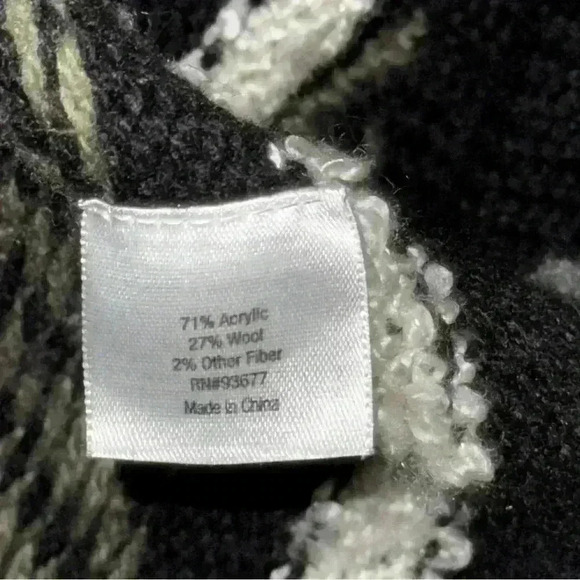 71% Acrylic
27% Wool
2% Other Fiber
RN#93677
Made in China